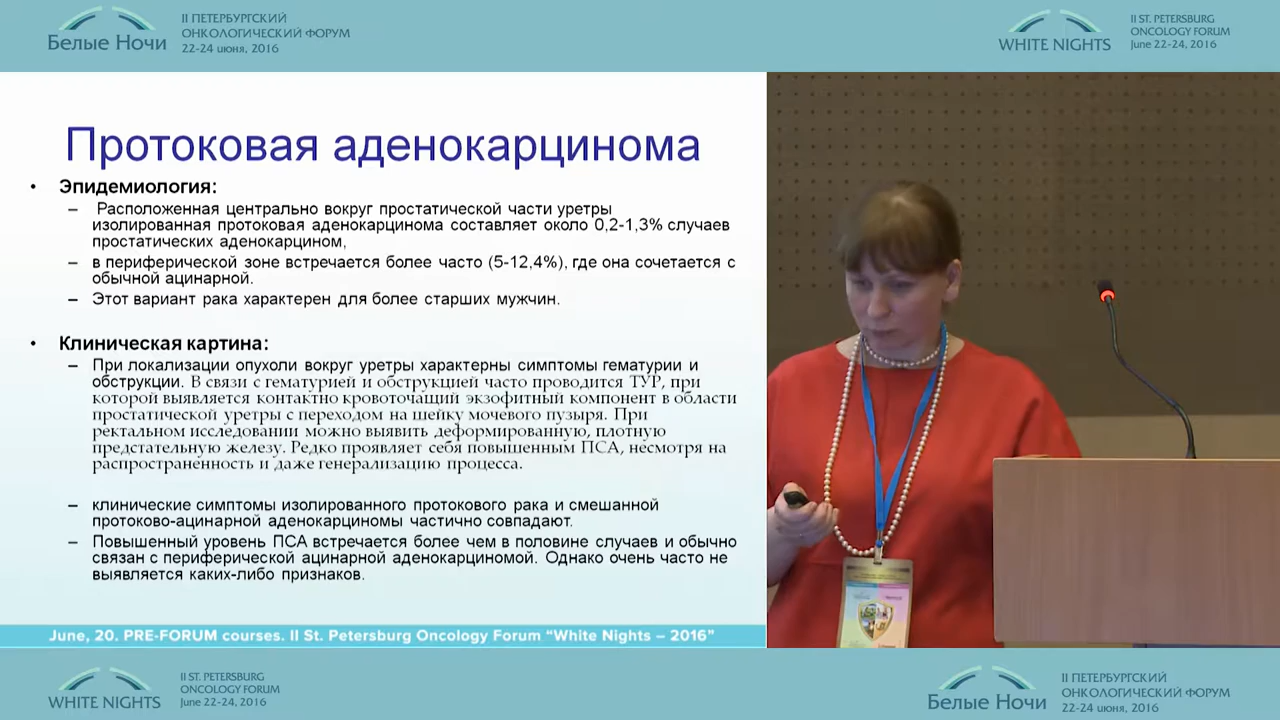 Белые Ночи
II ПЕТЕРБУРГСКИЙ
ОНКОЛОГИЧЕСКИЙ ФОРУМ
22-24 июня, 2016
WHITE NIGHTS
II ST. PETERSBURG
ONCOLOGY FORUM
June 22-24, 2016
Протоковая аденокарцинома
• Эпидемиология:
– Расположенная центрально вокруг простатической части уретры
изолированная протоковая аденокарцинома составляет около 0,2-1,3% случаев
простатических аденокарцином,
– в периферической зоне встречается более часто (5-12,4%), где она сочетается с
обычной ацинарной.
– Этот вариант рака характерен для более старших мужчин.
• Клиническая картина:
– При локализации опухоли вокруг уретры характерны симптомы гематурии и
обструкции. В связи с гематурией и обструкцией часто проводится ТУР, при
которой выявляется контактно кровоточащий экзофитный компонент в области
простатической уретры с переходом на шейку мочевого пузыря. При
ректальном исследовании можно выявить деформированную, плотную
предстательную железу. Редко проявляет себя повышенным ПСА, несмотря на
распространенность и даже генерализацию процесса.
– клинические симптомы изолированного протокового рака и смешанной
протоково-ацинарной аденокарциномы частично совпадают.
– Повышенный уровень ПСА встречается более чем в половине случаев и обычно
связан с периферической ацинарной аденокарциномой. Однако очень часто не
выявляется каких-либо признаков.
June, 20. PRE-FORUM courses. II St. Petersburg Oncology Forum “White Nights – 2016”
WHITE NIGHTS
II ST. PETERSBURG
ONCOLOGY FORUM
June 22-24, 2016
Белые Ночи
II ПЕТЕРБУРГСКИЙ
ОНКОЛОГИЧЕСКИЙ ФОРУМ
22-24 июня, 2016